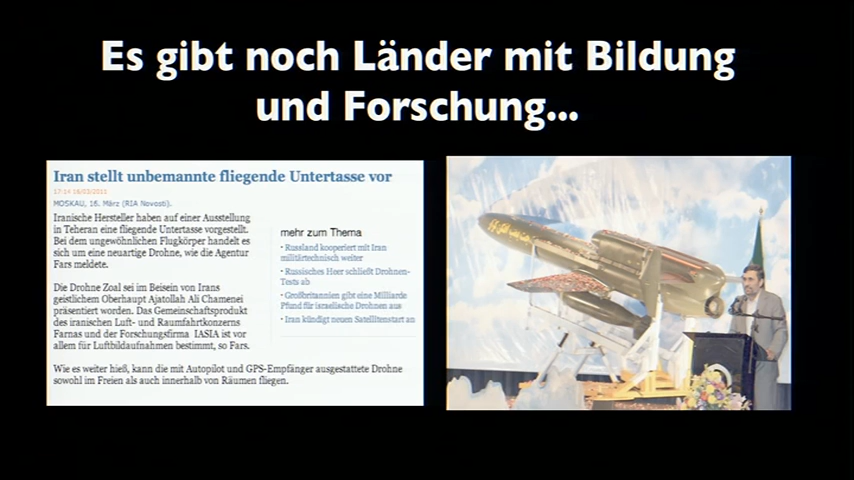 Es gibt noch Länder mit Bildung
und Forschung...
Iran stellt unbemannte fliegende Untertasse vor
17:14 16/03/2011
MOSKAU, 16. März (RIA Novosti).
Iranische Hersteller haben auf einer Ausstellung
in Teheran eine fliegende Untertasse vorgestellt.
Bei dem ungewöhnlichen Flugkörper handelt es
sich um eine neuartige Drohne, wie die Agentur
Fars meldete.
Die Drohne Zoal sei im Beisein von Irans
geistlichem Oberhaupt Ajatollah Ali Chamenei
präsentiert worden. Das Gemeinschaftsprodukt
des iranischen Luft- und Raumfahrtkonzerns
Farnas und der Forschungsfirma IASIA ist vor
allem für Luftbildaufnahmen bestimmt, so Fars.
Wie es weiter hieß, kann die mit Autopilot und GPS-Empfänger ausgestattete Drohne
sowohl im Freien als auch innerhalb von Räumen fliegen.
mehr zum Thema
• Russland kooperiert mit Iran
militärtechnisch weiter
• Russisches Heer schließt Drohnen-
Tests ab
• Großbritannien gibt eine Milliarde
Pfund für israelische Drohnen aus
• Iran kündigt neuen Satellitenstart an